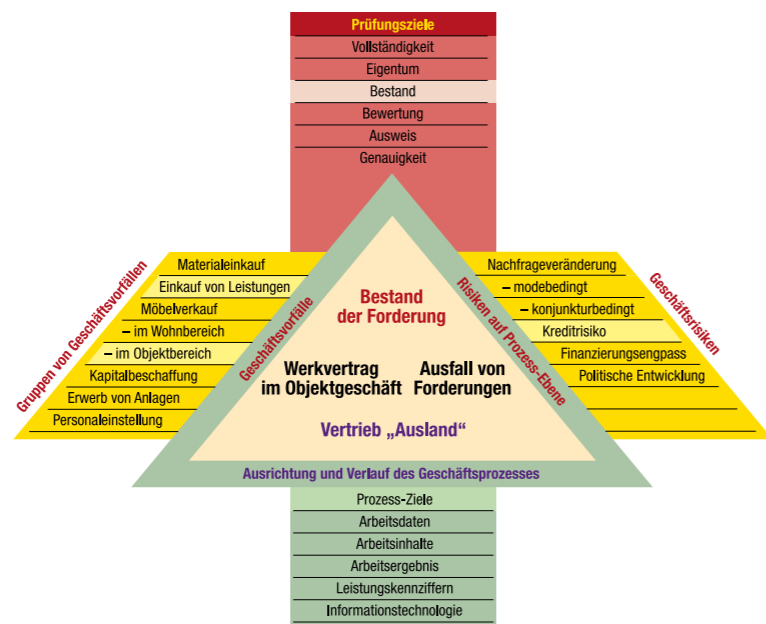 Prüfungsziele
Vollständigkeit
Eigentum
Bestand
Bewertung
Ausweis
Genauigkeit
Gruppen von Geschäftsvorfällen
Materialeinkauf
Einkauf von Leistungen
Möbelverkauf
– im Wohnbereich
– im Objektbereich
Kapitalbeschaffung
Erwerb von Anlagen
Personaleinstellung
Geschäftsvorfälle
Bestand
der Forderung
Werkvertrag
im Objektgeschäft
Ausfall von
Forderungen
Vertrieb „Ausland“
Risiken auf Prozess-Ebene
Nachfrageveränderung
– modebedingt
– konjunkturbedingt
Kreditrisiko
Finanzierungsengpass
Politische Entwicklung
Geschäftsrisiken
Ausrichtung und Verlauf des Geschäftsprozesses
Prozess-Ziele
Arbeitsdaten
Arbeitsinhalte
Arbeitsergebnis
Leistungskennziffern
Informationstechnologie